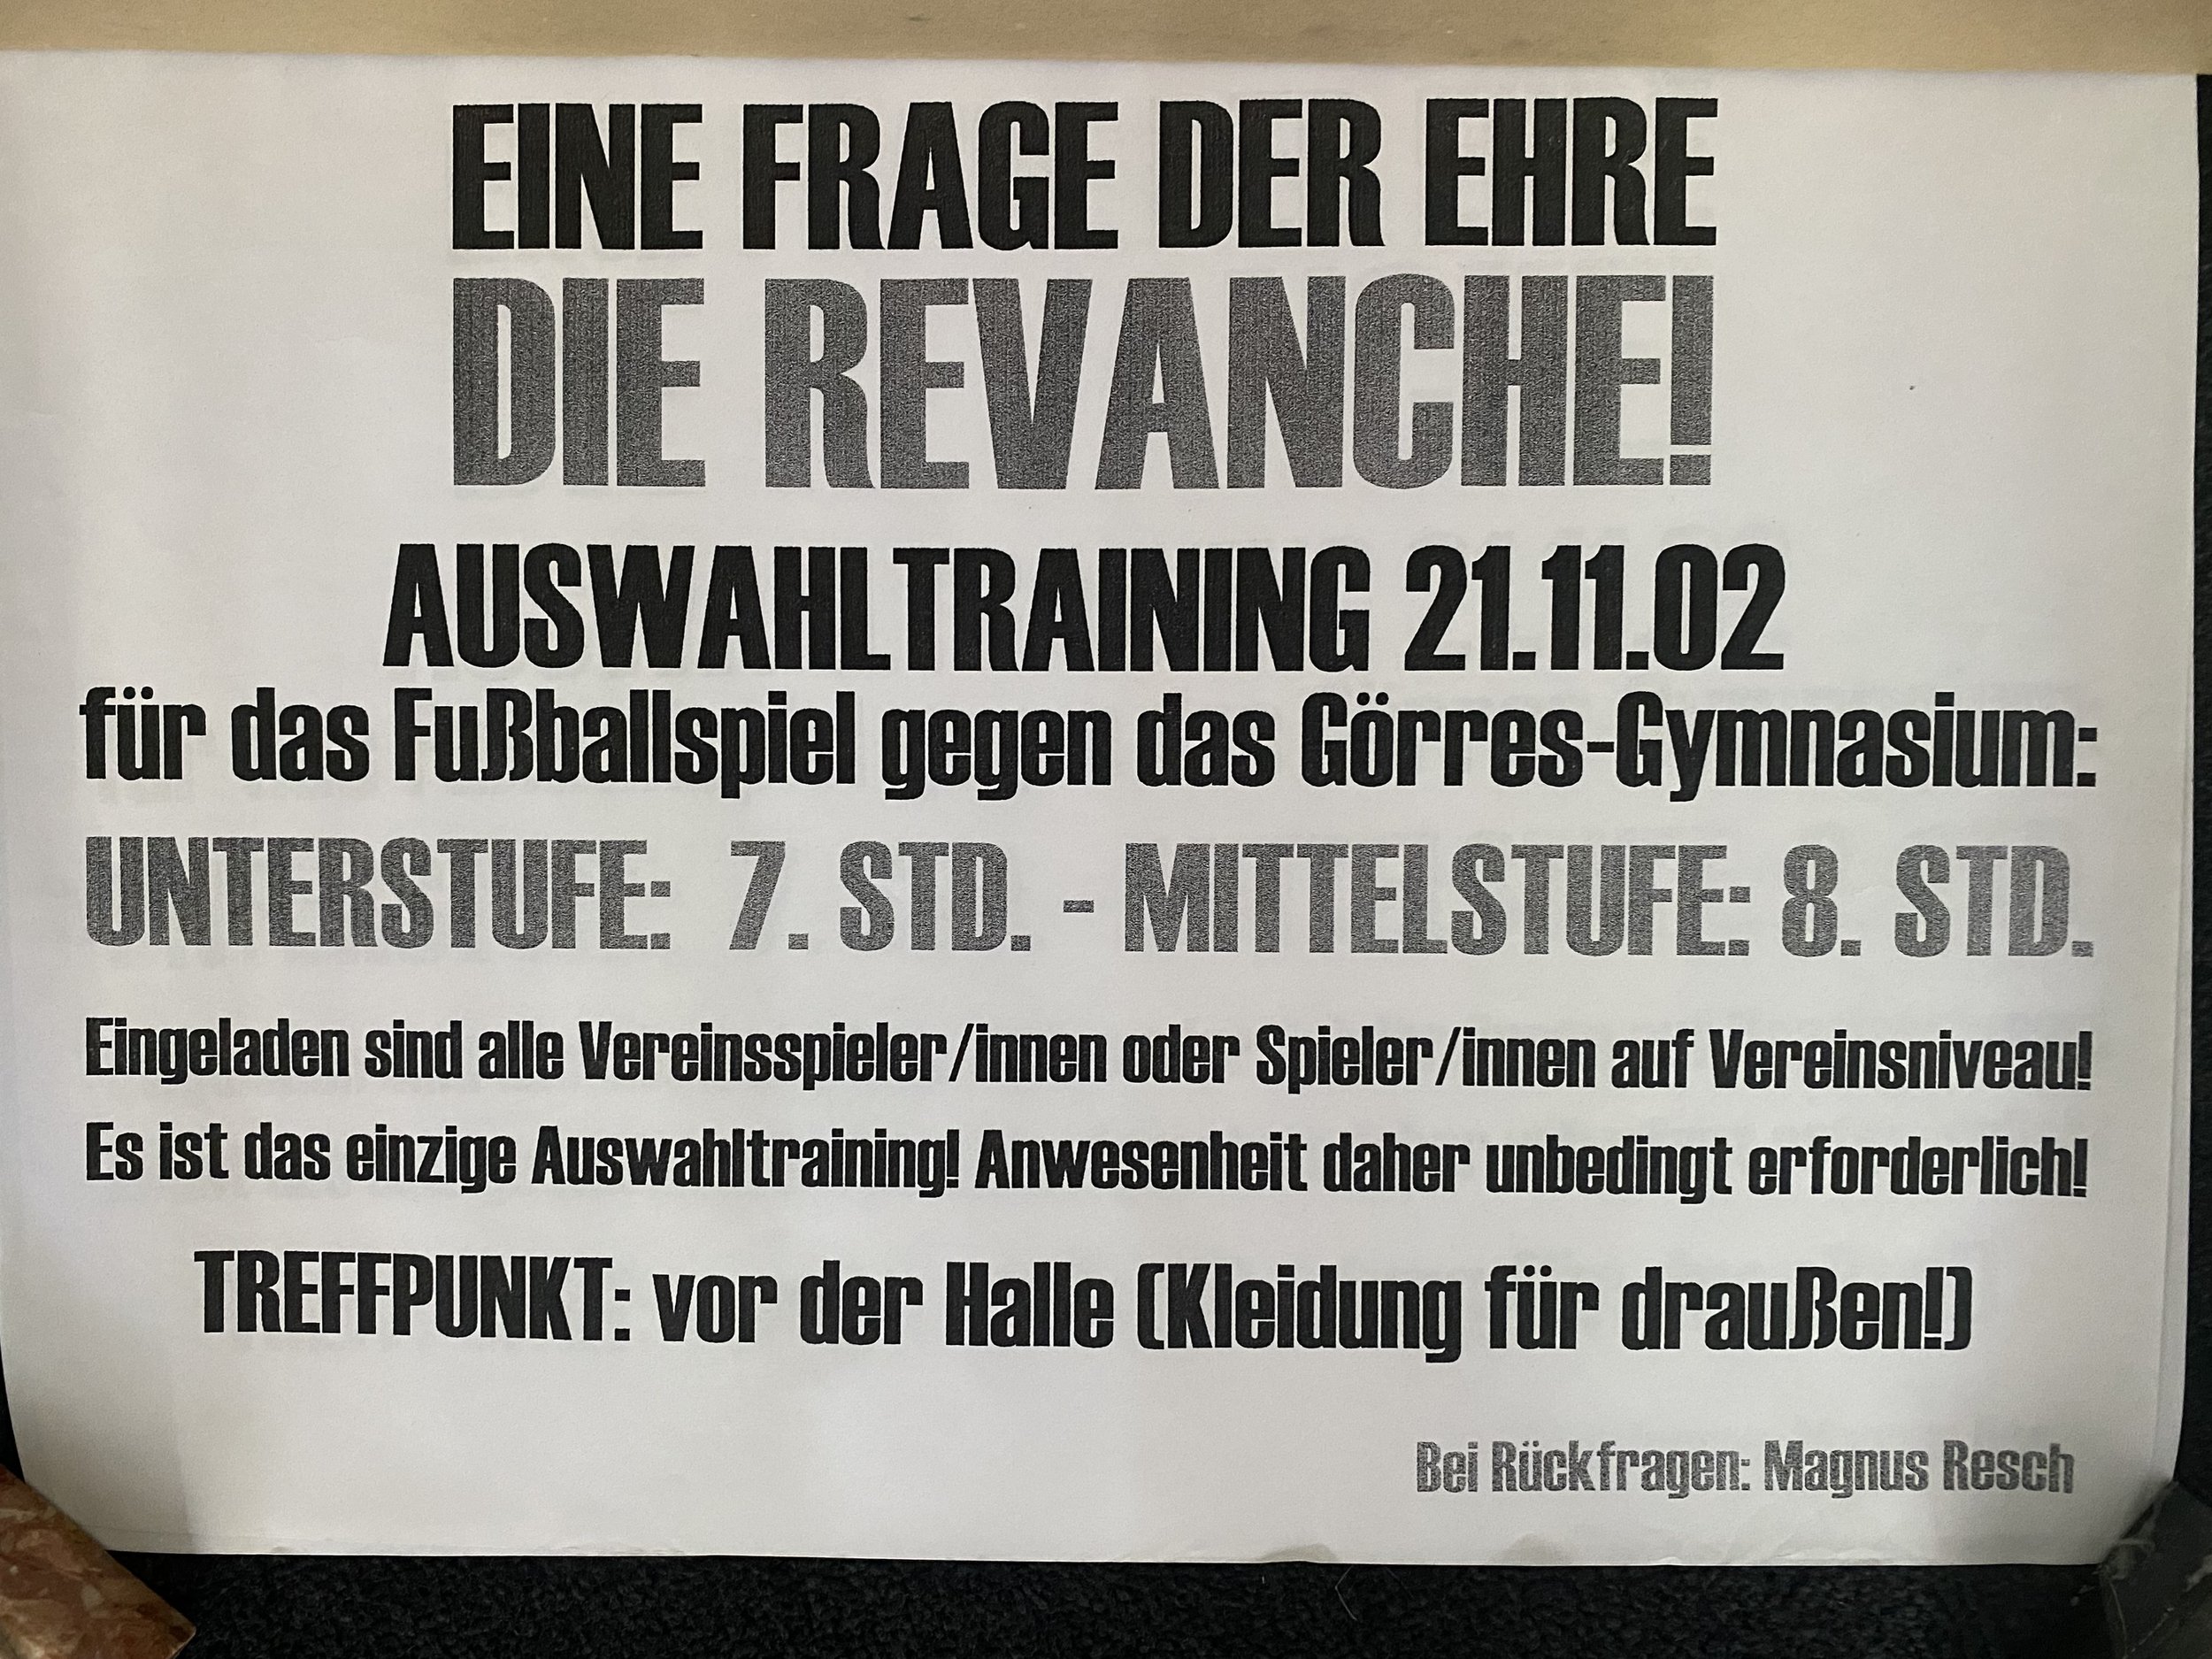 EINE FRAGE DER EHRE
DIE REVANCHE!
AUSWAHLTRAINING 21.11.02
für das Fußballspiel gegen das Görres-Gymnasium:
UNTERSTUFE: 7. STD. - MITTELSTUFE: 8. STD.
Eingeladen sind alle Vereinsspieler/innen oder Spieler/innen auf Vereinsniveau!
Es ist das einzige Auswahltraining! Anwesenheit daher unbedingt erforderlich!
TREFFPUNKT: vor der Halle (Kleidung für draußen!)
Bei Rückfragen: Magnus Resch